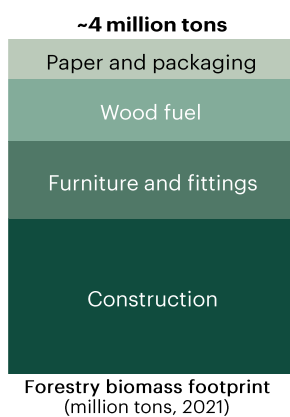 ~4 million tons
Paper and packaging
Wood fuel
Furniture and fittings
Construction
Forestry biomass footprint
(million tons, 2021)